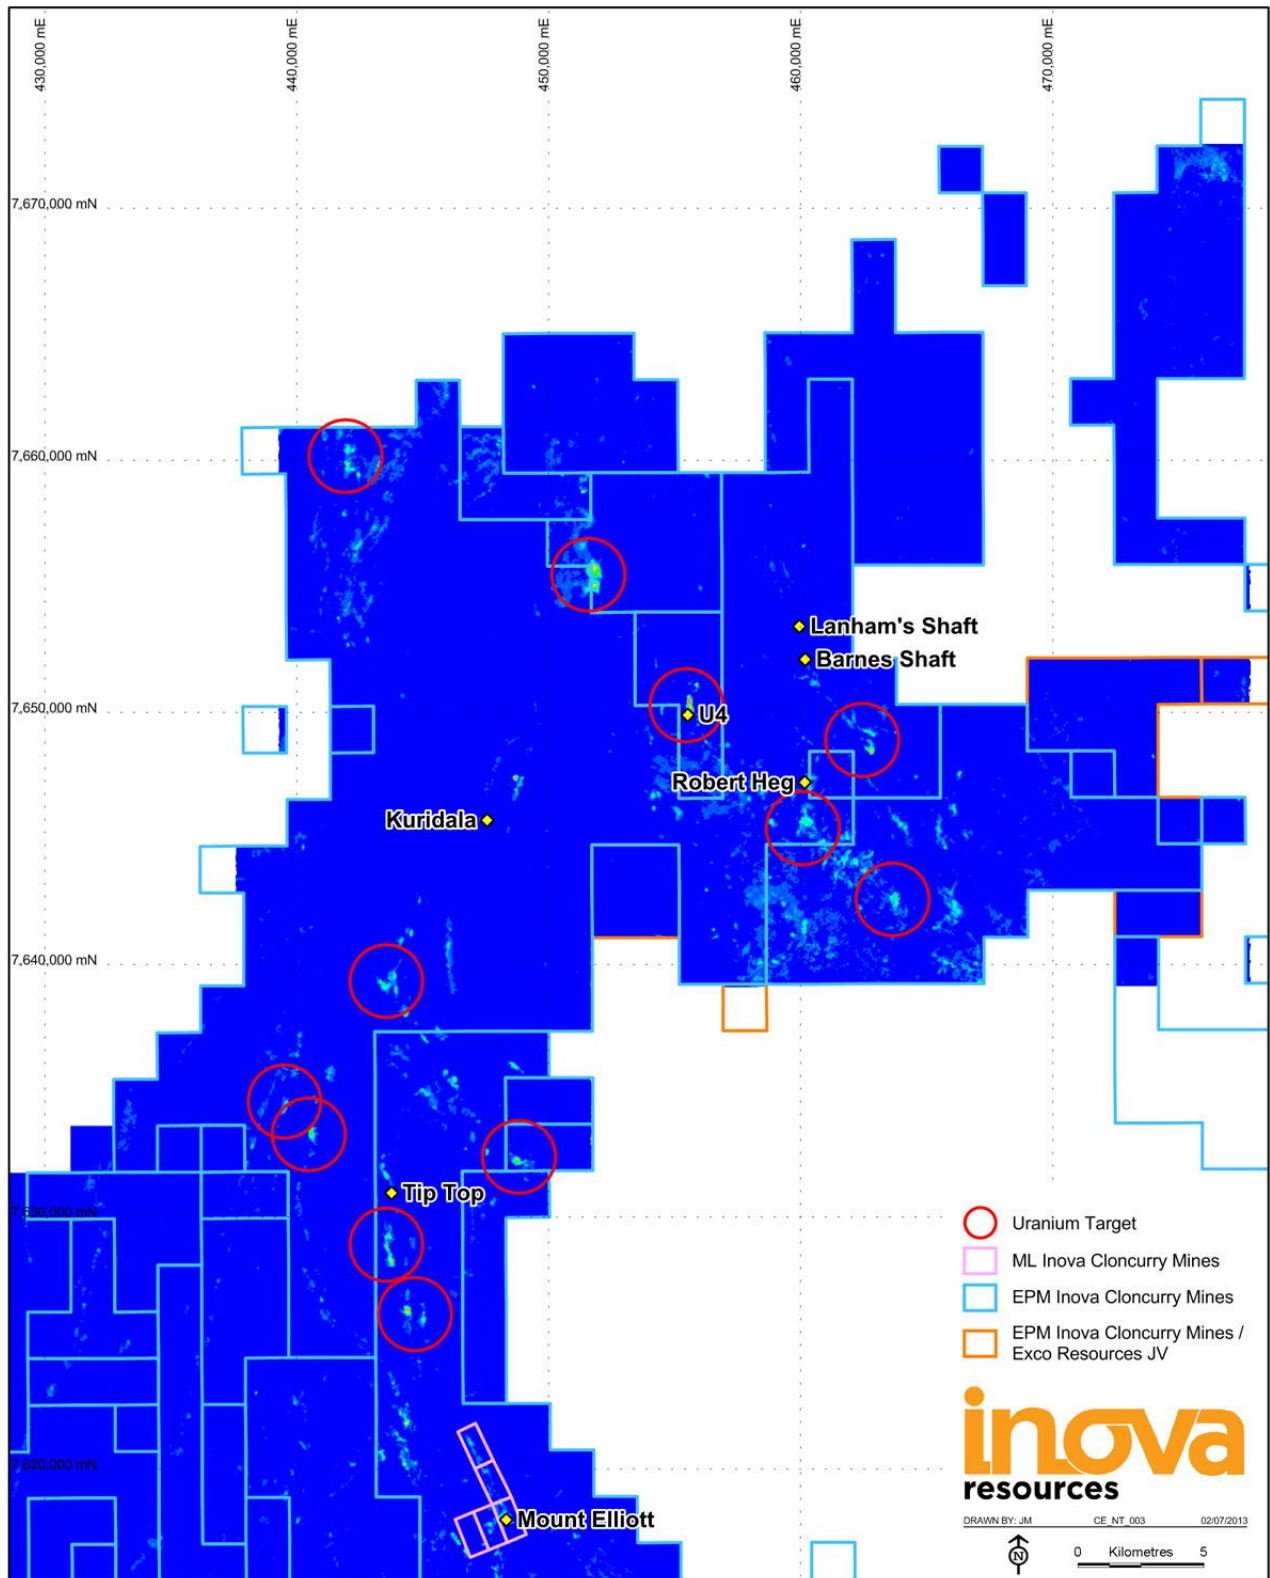 430,000 mE
440,000 mE
450,000 mE
460,000 mE
470,000 mE
7,670,000 mN
7,660,000 mN
Lanham's Shaft
Barnes Shaft
7,650,000 mN
U4
Robert Heg
Kuridala
7,640,000 mN
Tip Top
7,630,000 mN
Uranium Target
ML Inova Cloncurry Mines
EPM Inova Cloncurry Mines
EPM Inova Cloncurry Mines /
Exco Resources JV
inova
resources
7,620,000 mN
Mount Elliott
DRAWN BY: JM CE_NT_003 02/07/2013
N
0 Kilometres 5